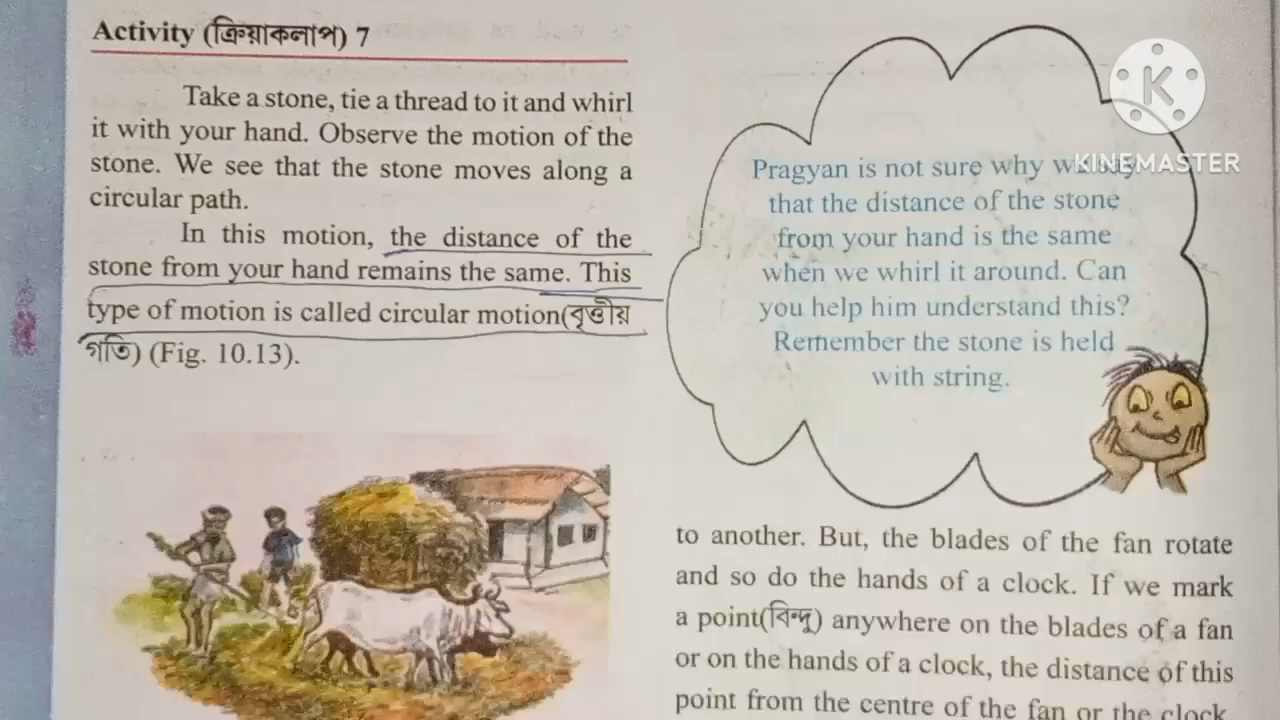 Activity (ক্রিয়াকলাপ) 7
Take a stone, tie a thread to it and whirl
it with your hand. Observe the motion of the
stone. We see that the stone moves along a
circular path.
In this motion, the distance of the
stone from your hand remains the same. This
type of motion is called circular motion(বৃত্তীয়
গতি) (Fig. 10.13).
K
KINEMASTER
Pragyan is not sure why
that the distance of the stone
from your hand is the same
when we whirl it around. Can
you help him understand this?
Remember the stone is held
with string.
to another. But, the blades of the fan rotate
and so do the hands of a clock. If we mark
a point(বিন্দু) anywhere on the blades of a fan
or on the hands of a clock, the distance of this
point from the centre of the fan or the clock,